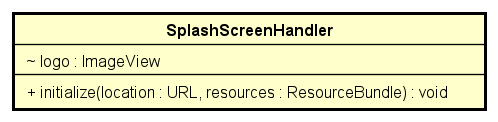 SplashScreenHandler
~ logo : ImageView
+ initialize(location : URL, resources : ResourceBundle) : void